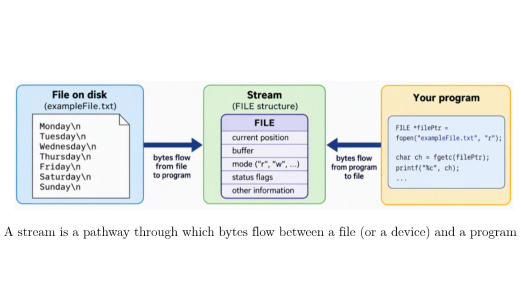 File on disk
(exampleFile.txt)
Monday\n
Tuesday\n
Wednesday\n
Thursday\n
Friday\n
Saturday\n
Sunday\n
bytes flow
from file
to program
Stream
(FILE structure)
FILE
current position
buffer
mode ("r", "w", ...)
status flags
other information
bytes flow
from program
to file
Your program
FILE *filePtr =
fopen("exampleFile.txt", "r");
char ch = fgetc(filePtr);
printf("%c", ch);
...
A stream is a pathway through which bytes flow between a file (or a device) and a program